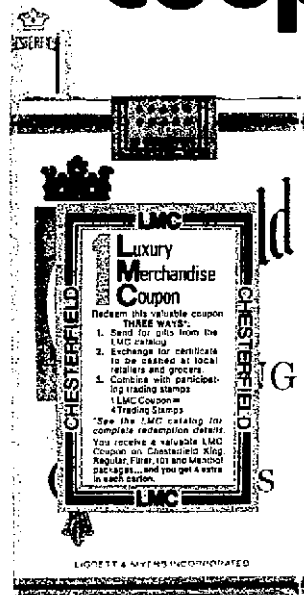 LMC
1 Luxury
Merchandise
Coupon
Redeem this valuable coupon
THREE WAYS*:
1. Send for gifts from the
LMC catalog
2. Exchange for certificate
to be cashed at local
retailers and grocers.
3. Combine with participat-
ing trading stamps
1 LMC Coupon =
4 Trading Stamps
*See the LMC catalog for
complete redemption details.
You receive a valuable LMC
Coupon on Chesterfield King,
Regular, Filter, 101 and Menthol
packages... and you get 4 extra
in each carton.
LMC
CHESTERFIELD
CHESTERFIELD
ld
NG
S
LIGGETT & MYERS INCORPORATED